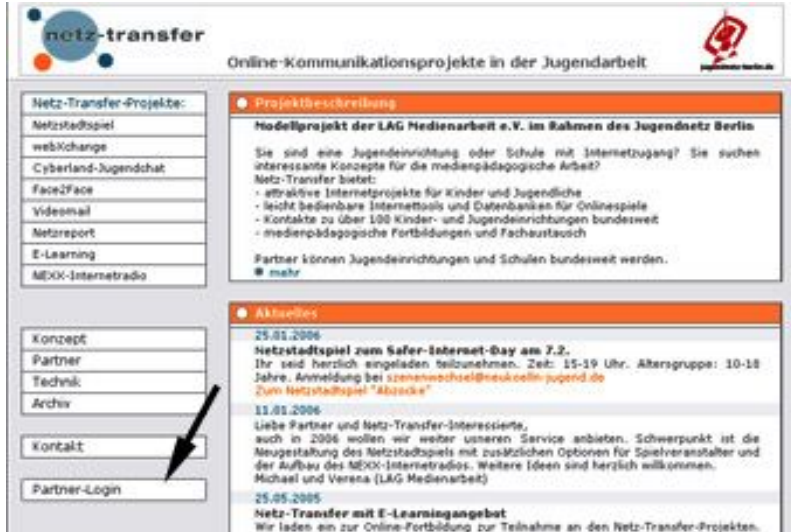 netz-transfer
Online-Kommunikationsprojekte in der Jugendarbeit
jugendnetz-berlin.de
Netz-Transfer-Projekte:
Netzstadtspiel
webXchange
Cyberland-Jugendchat
Face2Face
Videomail
Netzreport
E-Learning
NEXX-Internetradio
Konzept
Partner
Technik
Archiv
Kontakt
Partner-Login
Projektbeschreibung
Modellprojekt der LAG Medienarbeit e.V. im Rahmen des Jugendnetz Berlin
Sie sind eine Jugendeinrichtung oder Schule mit Internetzugang? Sie suchen
interessante Konzepte für die medienpädagogische Arbeit?
Netz-Transfer bietet:
- attraktive Internetprojekte für Kinder und Jugendliche
- leicht bedienbare Internettools und Datenbanken für Onlinespiele
- Kontakte zu über 100 Kinder- und Jugendeinrichtungen bundesweit
- medienpädagogische Fortbildungen und Fachaustausch
Partner können Jugendeinrichtungen und Schulen bundesweit werden.
mehr
Aktuelles
25.01.2006
Netzstadtspiel zum Safer-Internet-Day am 7.2.
Ihr seid herzlich eingeladen teilzunehmen. Zeit: 15-19 Uhr. Altersgruppe: 10-18
Jahre. Anmeldung bei szenenwechsel@neukoelln-jugend.de
Zum Netzstadtspiel "Abzocke"
11.01.2006
Liebe Partner und Netz-Transfer-Interessierte,
auch in 2006 wollen wir weiter usneren Service anbieten. Schwerpunkt ist die
Neugestaltung des Netzstadtspiels mit zusätzlichen Optionen für Spielveranstalter und
der Aufbau des NEXX-Internetradios. Weitere Ideen sind herzlich willkommen.
Michael und Verena (LAG Medienarbeit)
25.05.2005
Netz-Transfer mit E-Learningangebot
Wir laden ein zur Online-Fortbildung zur Teilnahme an den Netz-Transfer-Projekten.